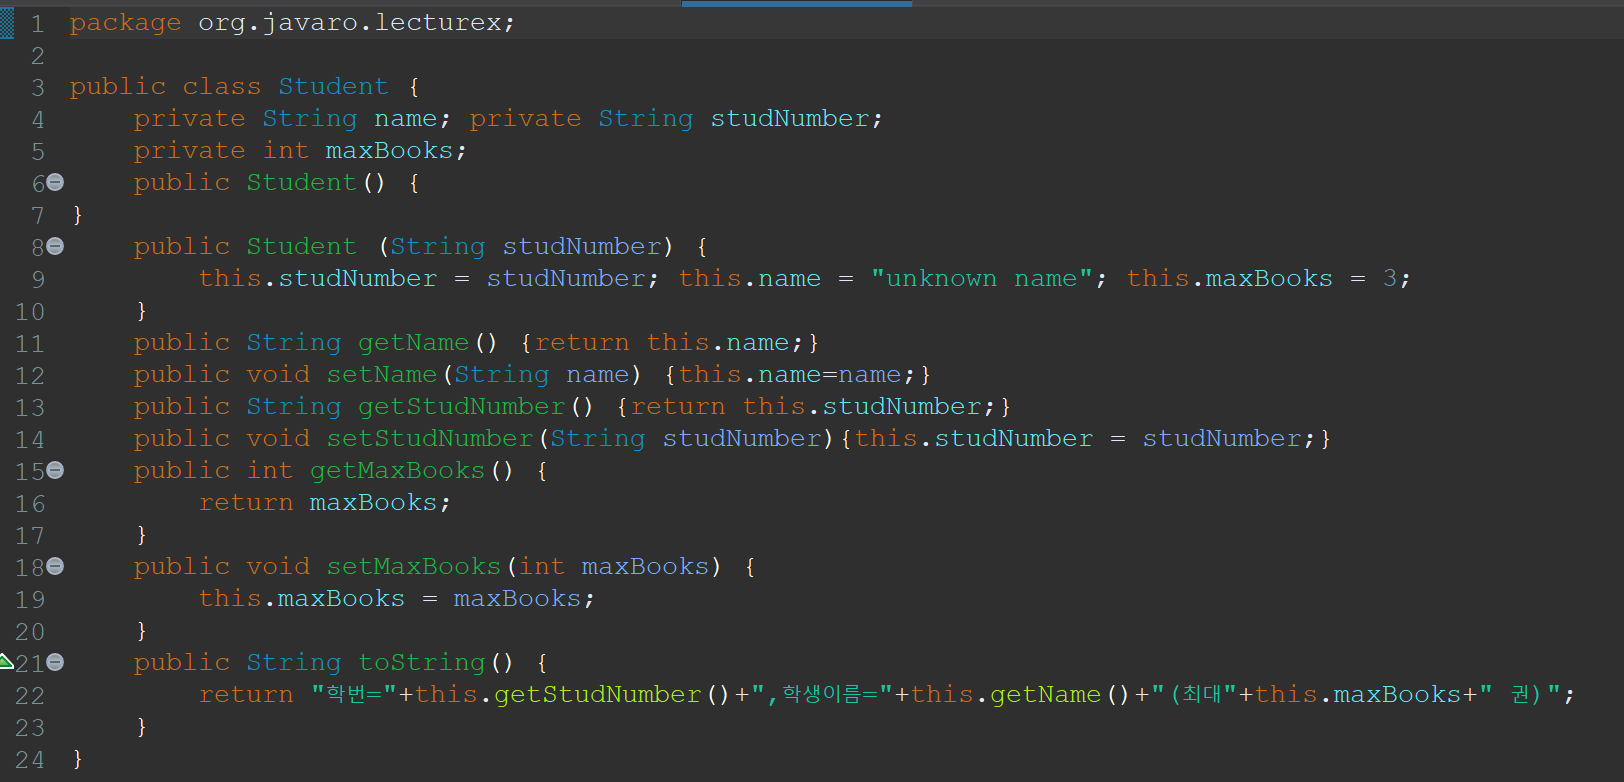 1 package org.javaro.lecturex;
2
3 public class Student {
4     private String name; private String studNumber;
5     private int maxBooks;
6     public Student() {
7 }
8     public Student (String studNumber) {
9         this.studNumber = studNumber; this.name = "unknown name"; this.maxBooks = 3;
10     }
11     public String getName() {return this.name;}
12     public void setName(String name) {this.name=name;}
13     public String getStudNumber() {return this.studNumber;}
14     public void setStudNumber(String studNumber){this.studNumber = studNumber;}
15     public int getMaxBooks() {
16         return maxBooks;
17     }
18     public void setMaxBooks(int maxBooks) {
19         this.maxBooks = maxBooks;
20     }
21     public String toString() {
22         return "학번="+this.getStudNumber()+",학생이름="+this.getName()+"(최대"+this.maxBooks+" 권)";
23     }
24 }